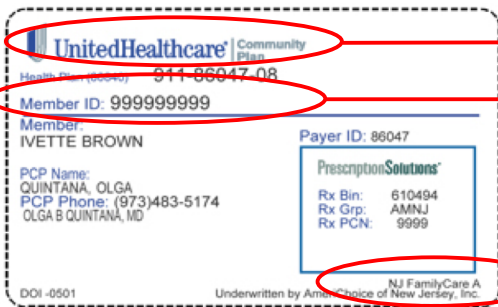 UnitedHealthcare® Community Plan
Health Plan (80840) 911-86047-08
Member ID: 999999999
Member:
IVETTE BROWN
Payer ID: 86047
PCP Name:
QUINTANA, OLGA
PCP Phone: (973)483-5174
OLGA B QUINTANA, MD
PrescriptionSolutions®
Rx Bin: 610494
Rx Grp: AMNJ
Rx PCN: 9999
NJ FamilyCare A
DOI -0501
Underwritten by AmeriChoice of New Jersey, Inc.